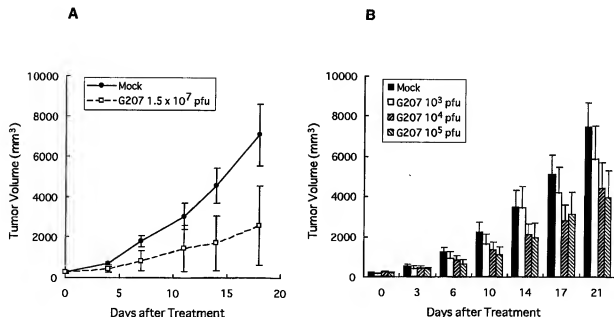 A
Tumor Volume (mm³)
10000
8000
6000
4000
2000
0
Mock
G207 1.5 x 10⁷ pfu
0 5 10 15 20
Days after Treatment
B
Tumor Volume (mm³)
10000
8000
6000
4000
2000
0
Mock
G207 10³ pfu
G207 10⁴ pfu
G207 10⁵ pfu
0 3 6 10 14 17 21
Days after Treatment